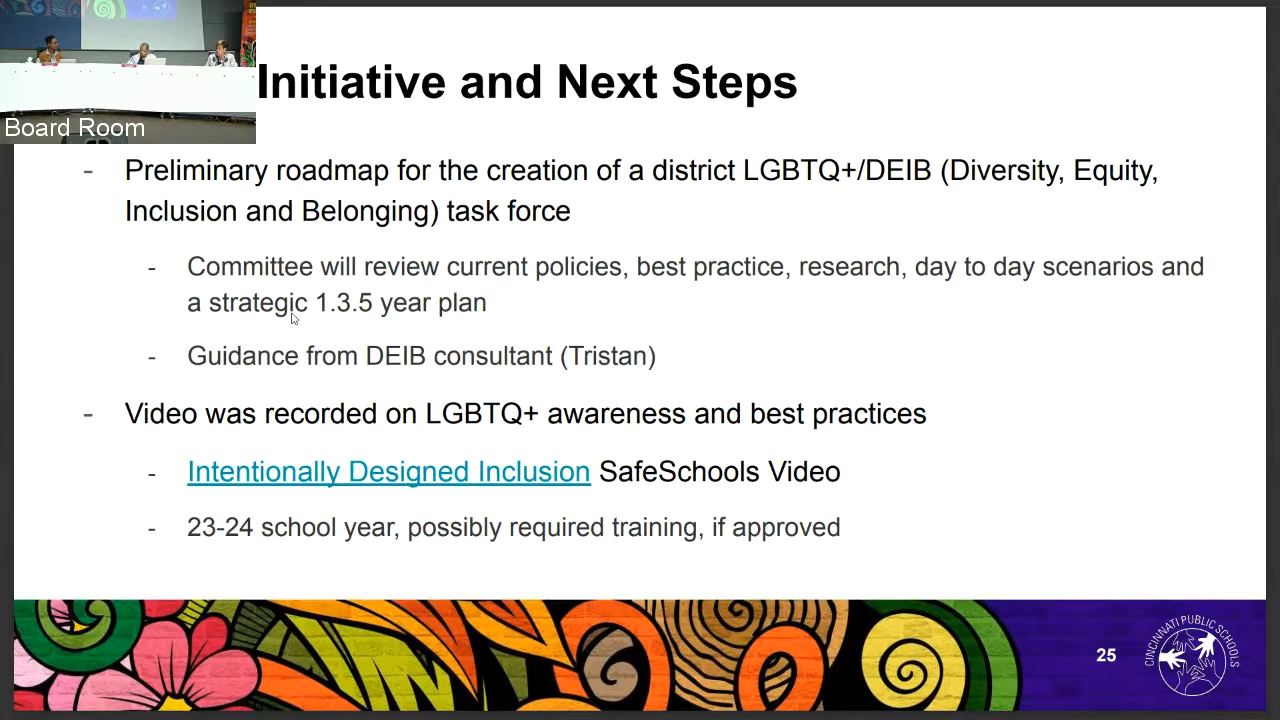 Board Room
Initiative and Next Steps
- Preliminary roadmap for the creation of a district LGBTQ+/DEIB (Diversity, Equity,
Inclusion and Belonging) task force
- Committee will review current policies, best practice, research, day to day scenarios and
a strategic 1.3.5 year plan
- Guidance from DEIB consultant (Tristan)
- Video was recorded on LGBTQ+ awareness and best practices
- Intentionally Designed Inclusion SafeSchools Video
- 23-24 school year, possibly required training, if approved
25
CINCINNATI PUBLIC SCHOOLS